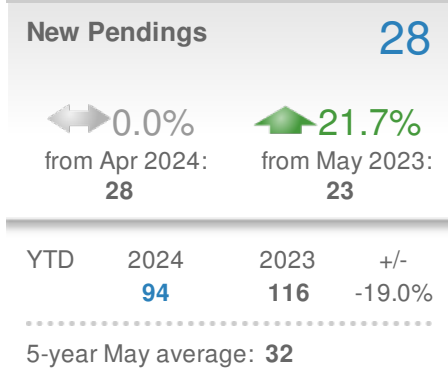 New Pendings 28
0.0% 21.7%
from Apr 2024: from May 2023:
28 23
YTD 2024 2023 +/-
94 116 -19.0%
5-year May average: 32